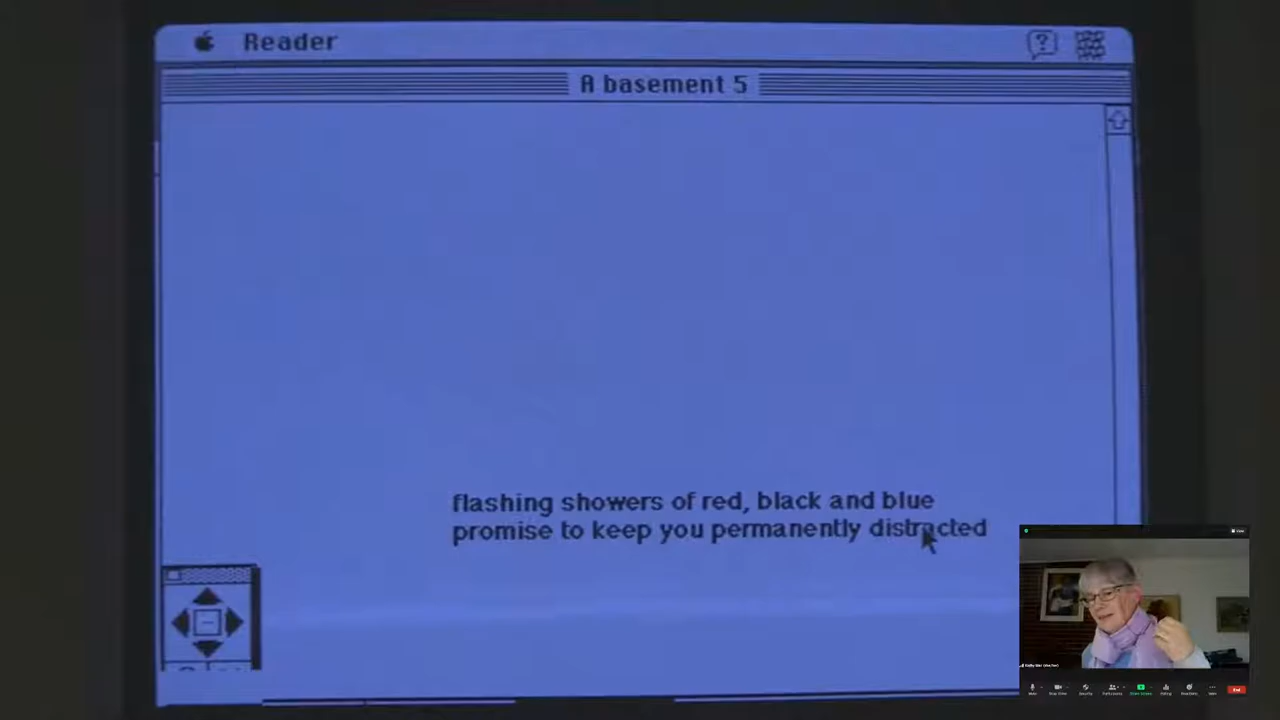 Reader
A basement 5
flashing showers of red, black and blue
promise to keep you permanently distracted